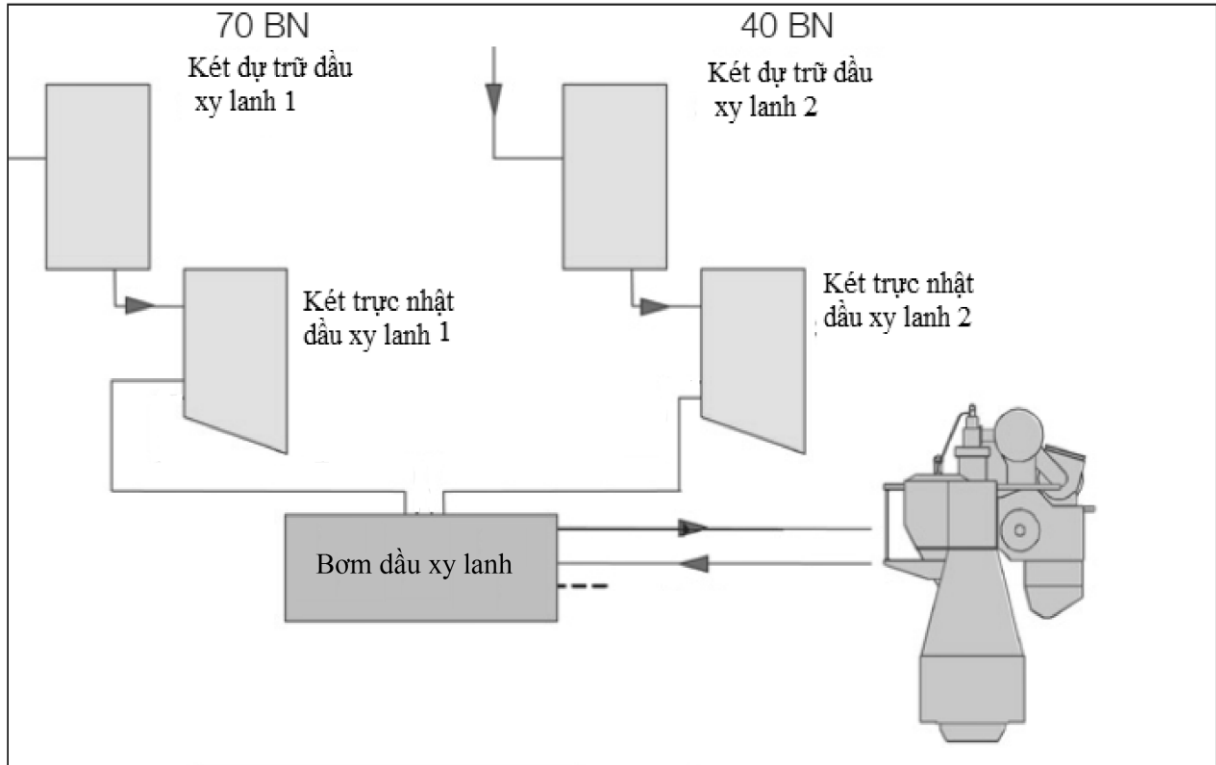 70 BN
Két dự trữ dầu
xy lanh 1
40 BN
Két dự trữ dầu
xy lanh 2
Két trực nhật
dầu xy lanh 1
Két trực nhật
dầu xy lanh 2
Bơm dầu xy lanh